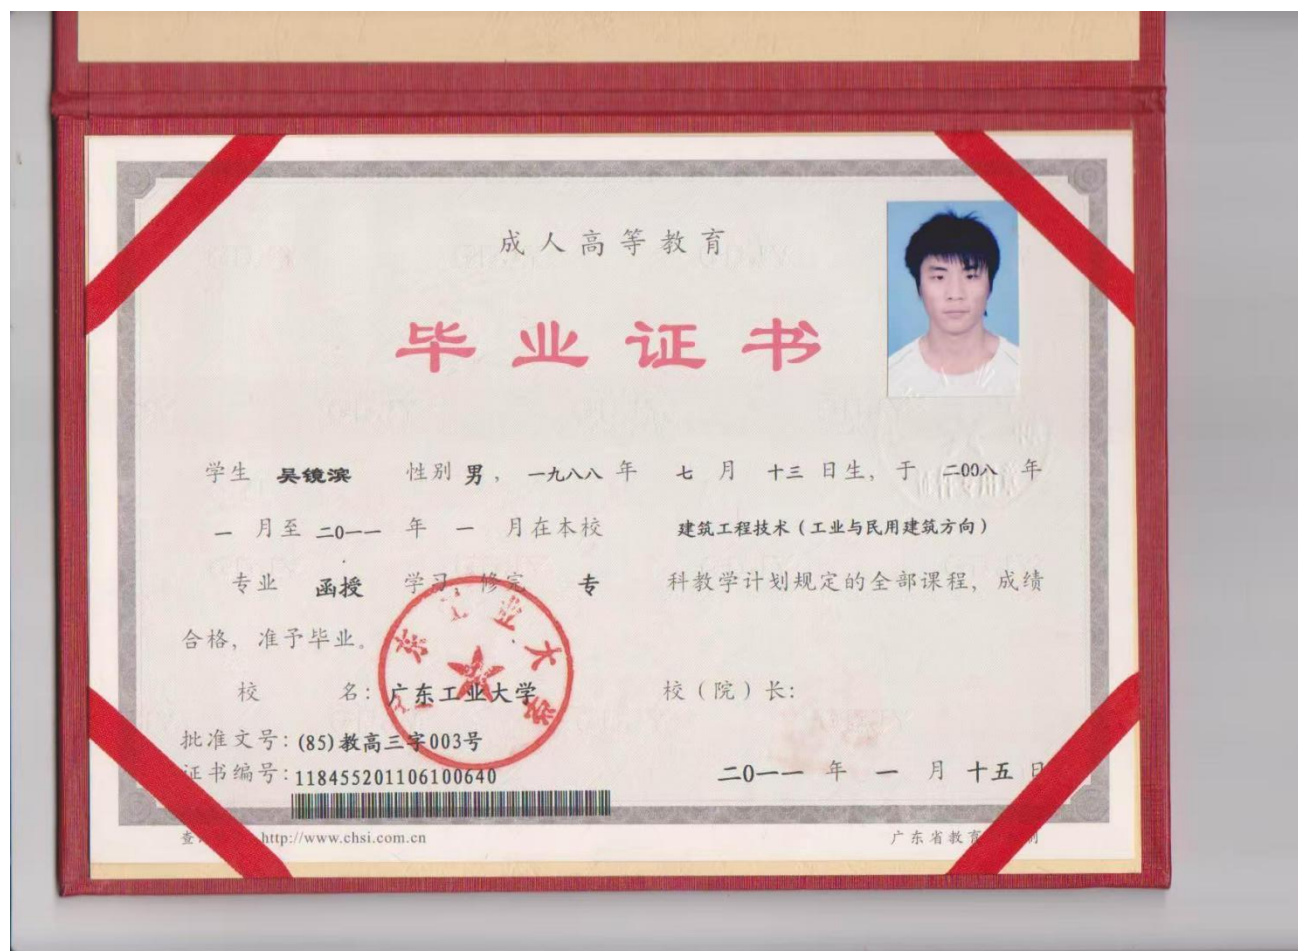 成人高等教育
毕业证书
学生 吴镜滨 性别 男， 一九八八 年 七 月 十三 日生，于 二00八 年
一 月至 二0一一 年 一 月在本校 建筑工程技术（工业与民用建筑方向）
专业 函授 学习，修完 专 科教学计划规定的全部课程，成绩
合格，准予毕业。
校 名：广东工业大学 校（院）长：
批准文号：(85)教高三字003号
证书编号：118455201106100640
二0一一 年 一 月 十五 日
查 http://www.chsi.com.cn 广东省教育 制